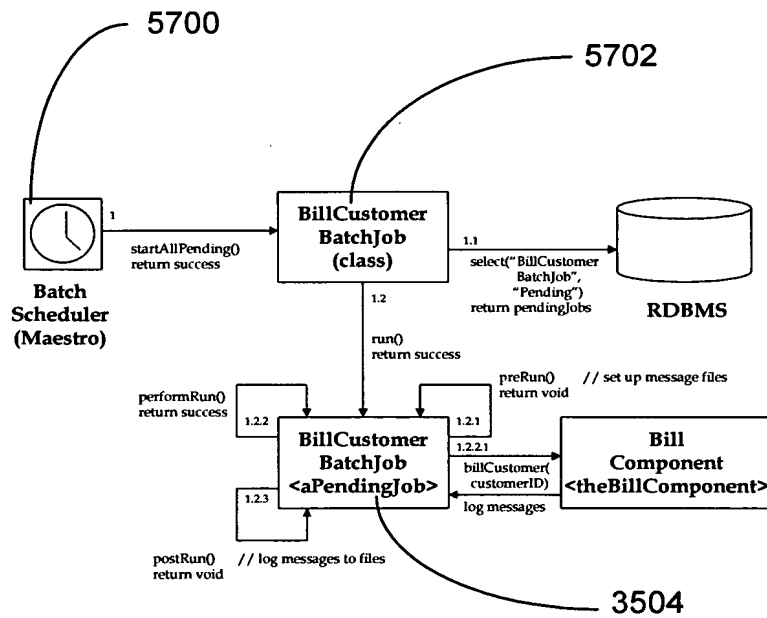 5700
5702
1
startAllPending()
return success
Batch
Scheduler
(Maestro)
BillCustomer
BatchJob
(class)
1.1
select("BillCustomer
BatchJob",
"Pending")
return pendingJobs
RDBMS
1.2
run()
return success
performRun()
return success
1.2.2
preRun() // set up message files
return void
1.2.1
BillCustomer
BatchJob
<aPendingJob>
1.2.2.1
billCustomer(
customerID)
log messages
Bill
Component
<theBillComponent>
1.2.3
postRun() // log messages to files
return void
3504